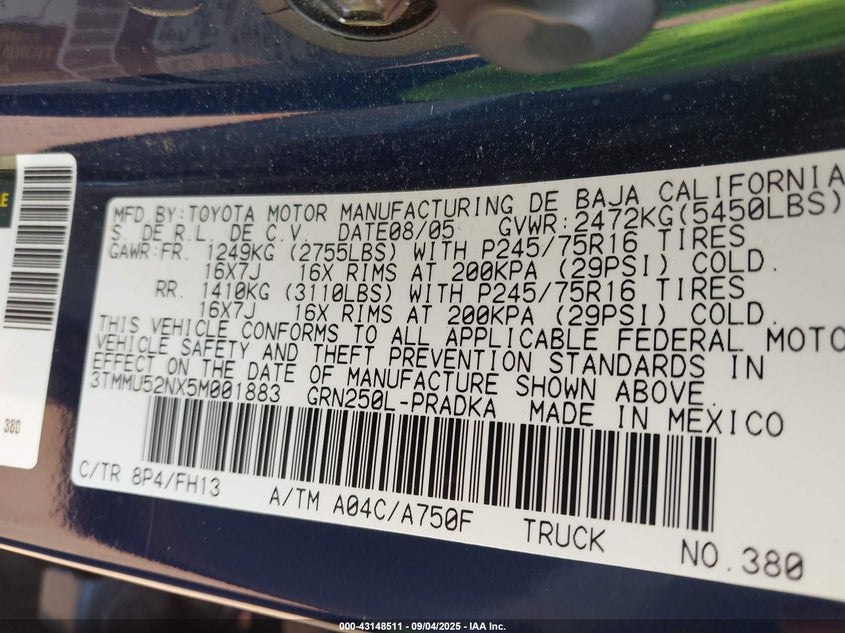 LE
380
MFD.BY:TOYOTA MOTOR MANUFACTURING DE BAJA CALIFORNIA
S. DE R.L. DE C.V. DATE08/05 GVWR:2472KG(5450LBS)
GAWR:FR. 1249KG (2755LBS) WITH P245/75R16 TIRES
16X7J 16X RIMS AT 200KPA (29PSI) COLD.
RR. 1410KG (3110LBS) WITH P245/75R16 TIRES
16X7J 16X RIMS AT 200KPA (29PSI) COLD.
THIS VEHICLE CONFORMS TO ALL APPLICABLE FEDERAL MOTO
VEHICLE SAFETY AND THEFT PREVENTION STANDARDS IN
EFFECT ON THE DATE OF MANUFACTURE SHOWN ABOVE.
3TMMU52NX5M001883 GRN250L-PRADKA MADE IN MEXICO
C/TR 8P4/FH13 A/TM A04C/A750F TRUCK NO.380
000-43148511 - 09/04/2025 - IAA Inc.